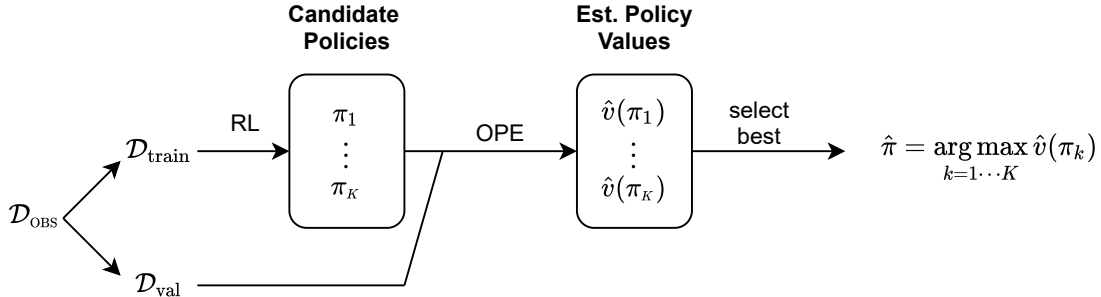 Candidate
Policies
Est. Policy
Values
𝒟_OBS
𝒟_train
𝒟_val
RL
π_1
⋮
π_K
OPE
v̂(π_1)
⋮
v̂(π_K)
select
best
π̂ = arg max v̂(π_k)
k=1⋯K